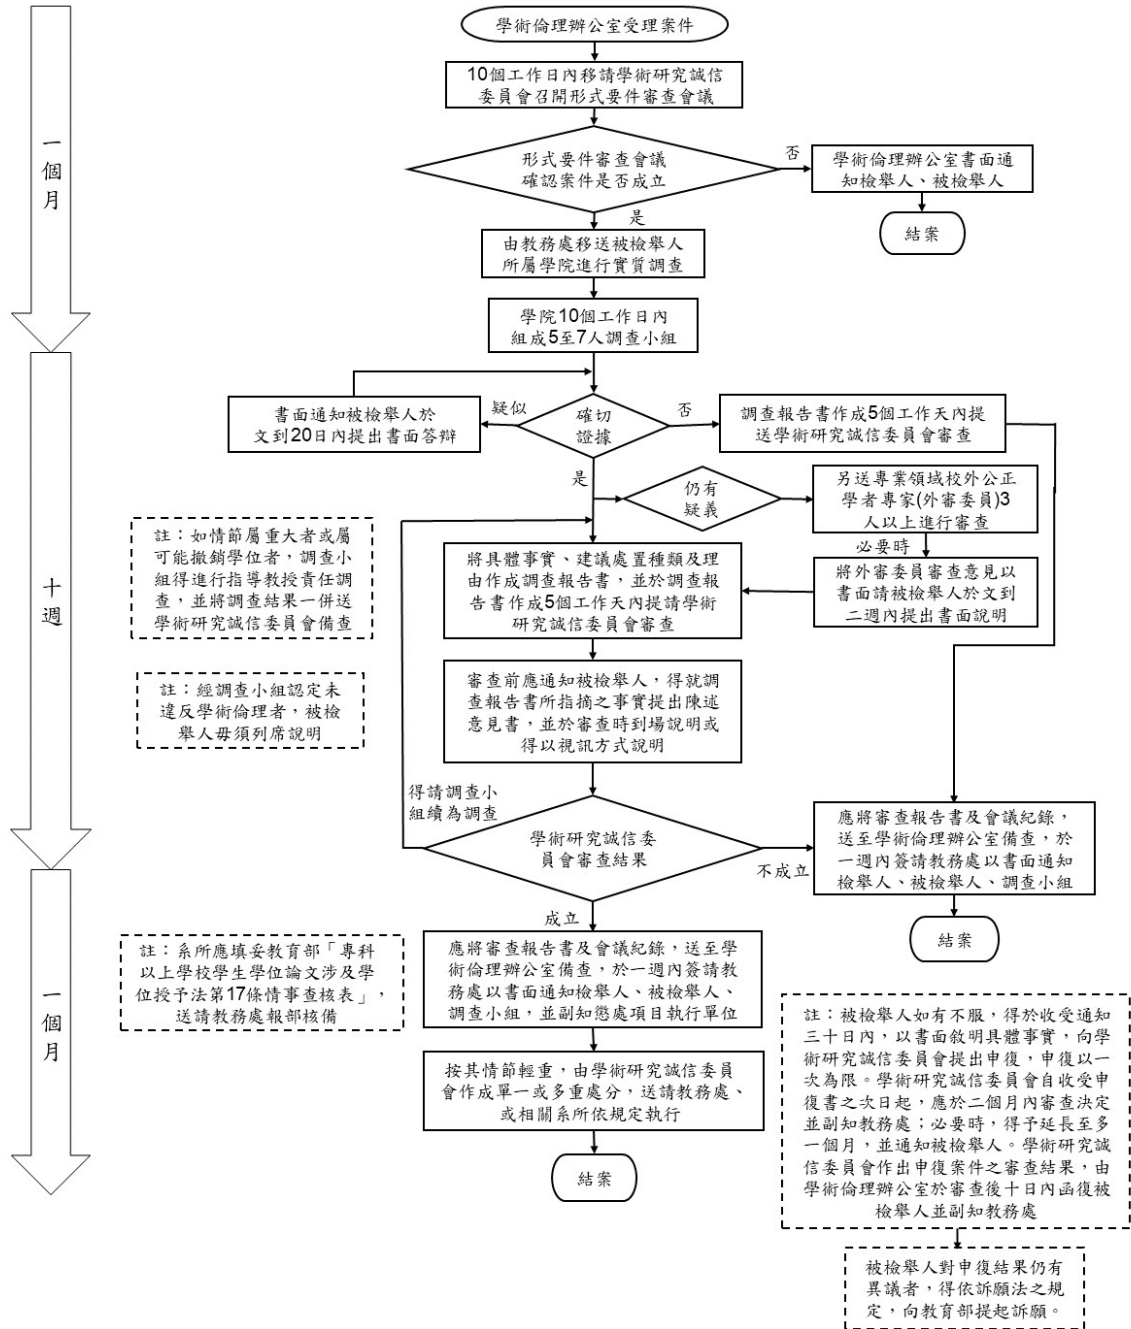 學術倫理辦公室受理案件
10個工作日內移請學術研究誠信
委員會召開形式要件審查會議
一個月
形式要件審查會議
確認案件是否成立
否
學術倫理辦公室書面通
知檢舉人、被檢舉人
結案
是
由教務處移送被檢舉人
所屬學院進行實質調查
學院10個工作日內
組成5至7人調查小組
十週
書面通知被檢舉人於
文到20日內提出書面答辯
疑似
確切
證據
否
調查報告書作成5個工作天內提
送學術研究誠信委員會審查
是
仍有
疑義
另送專業領域校外公正
學者專家(外審委員)3
人以上進行審查
必要時
將外審委員審查意見以
書面請被檢舉人於文到
二週內提出書面說明
註：如情節屬重大者或屬
可能撤銷學位者，調查小
組得進行指導教授責任調
查，並將調查結果一併送
學術研究誠信委員會備查
將具體事實、建議處置種類及理
由作成調查報告書，並於調查報
告書作成5個工作天內提請學術
研究誠信委員會審查
註：經調查小組認定未
違反學術倫理者，被檢
舉人毋須列席說明
審查前應通知被檢舉人，得就調
查報告書所指摘之事實提出陳述
意見書，並於審查時到場說明或
得以視訊方式說明
得請調查小
組續為調查
學術研究誠信委
員會審查結果
不成立
應將審查報告書及會議紀錄，
送至學術倫理辦公室備查，於
一週內簽請教務處以書面通知
檢舉人、被檢舉人、調查小組
結案
成立
一個月
註：系所應填妥教育部「專科
以上學校學生學位論文涉及學
位授予法第17條情事查核表」，
送請教務處報部核備
應將審查報告書及會議紀錄，送至學
術倫理辦公室備查，於一週內簽請教
務處以書面通知檢舉人、被檢舉人、
調查小組，並副知懲處項目執行單位
按其情節輕重，由學術研究誠信委員
會作成單一或多重處分，送請教務處、
或相關系所依規定執行
結案
註：被檢舉人如有不服，得於收受通知
三十日內，以書面敘明具體事實，向學
術研究誠信委員會提出申復，申復以一
次為限。學術研究誠信委員會自收受申
復書之次日起，應於二個月內審查決定
並副知教務處；必要時，得予延長至多
一個月，並通知被檢舉人。學術研究誠
信委員會作出申復案件之審查結果，由
學術倫理辦公室於審查後十日內函復被
檢舉人並副知教務處
被檢舉人對申復結果仍有
異議者，得依訴願法之規
定，向教育部提起訴願。